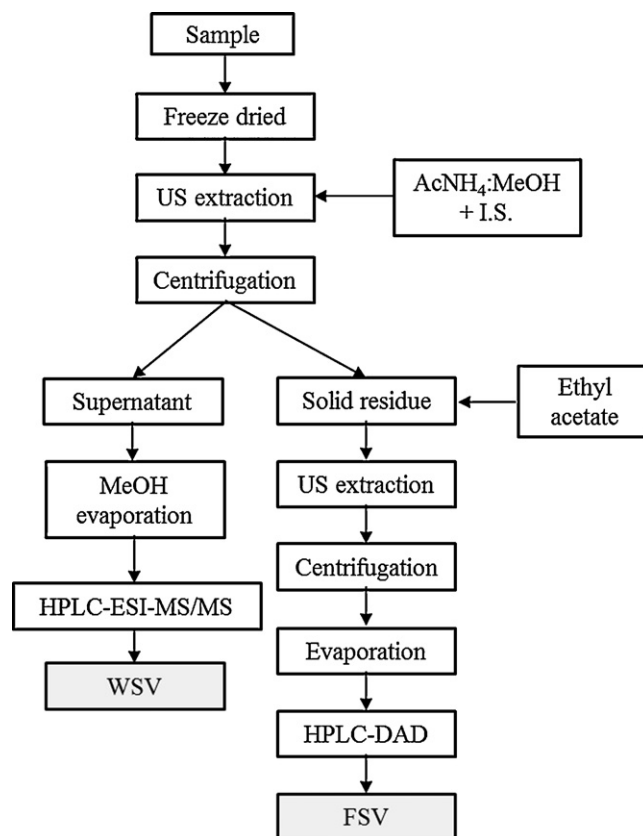 Sample
Freeze dried
US extraction
AcNH₄:MeOH
+ I.S.
Centrifugation
Supernatant
Solid residue
Ethyl
acetate
MeOH
evaporation
US extraction
HPLC-ESI-MS/MS
Centrifugation
WSV
Evaporation
HPLC-DAD
FSV